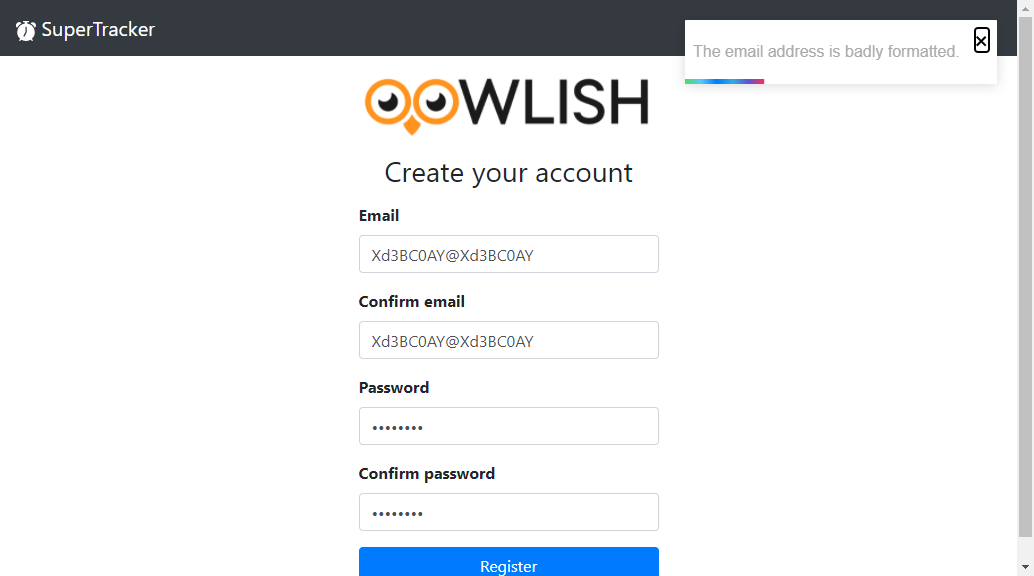 SuperTracker
The email address is badly formatted.
OOWLISH
Create your account
Email
Xd3BC0AY@Xd3BC0AY
Confirm email
Xd3BC0AY@Xd3BC0AY
Password
••••••••
Confirm password
••••••••
Register